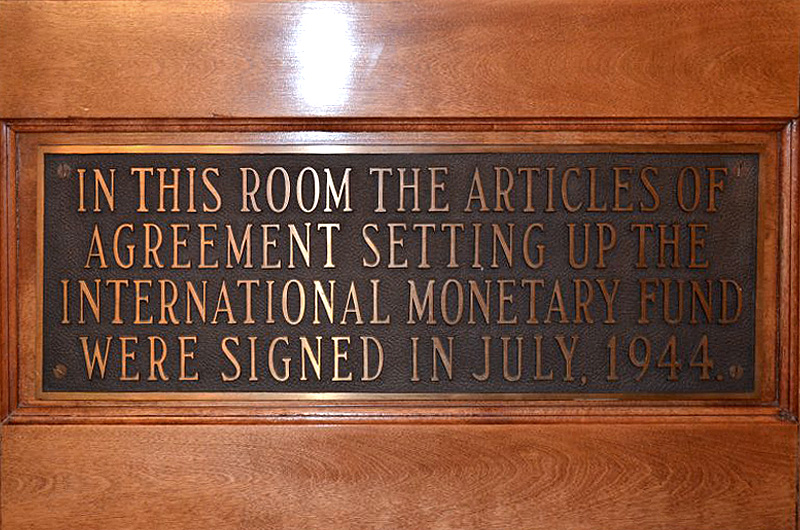 IN THIS ROOM THE ARTICLES OF
AGREEMENT SETTING UP THE
INTERNATIONAL MONETARY FUND
WERE SIGNED IN JULY, 1944.